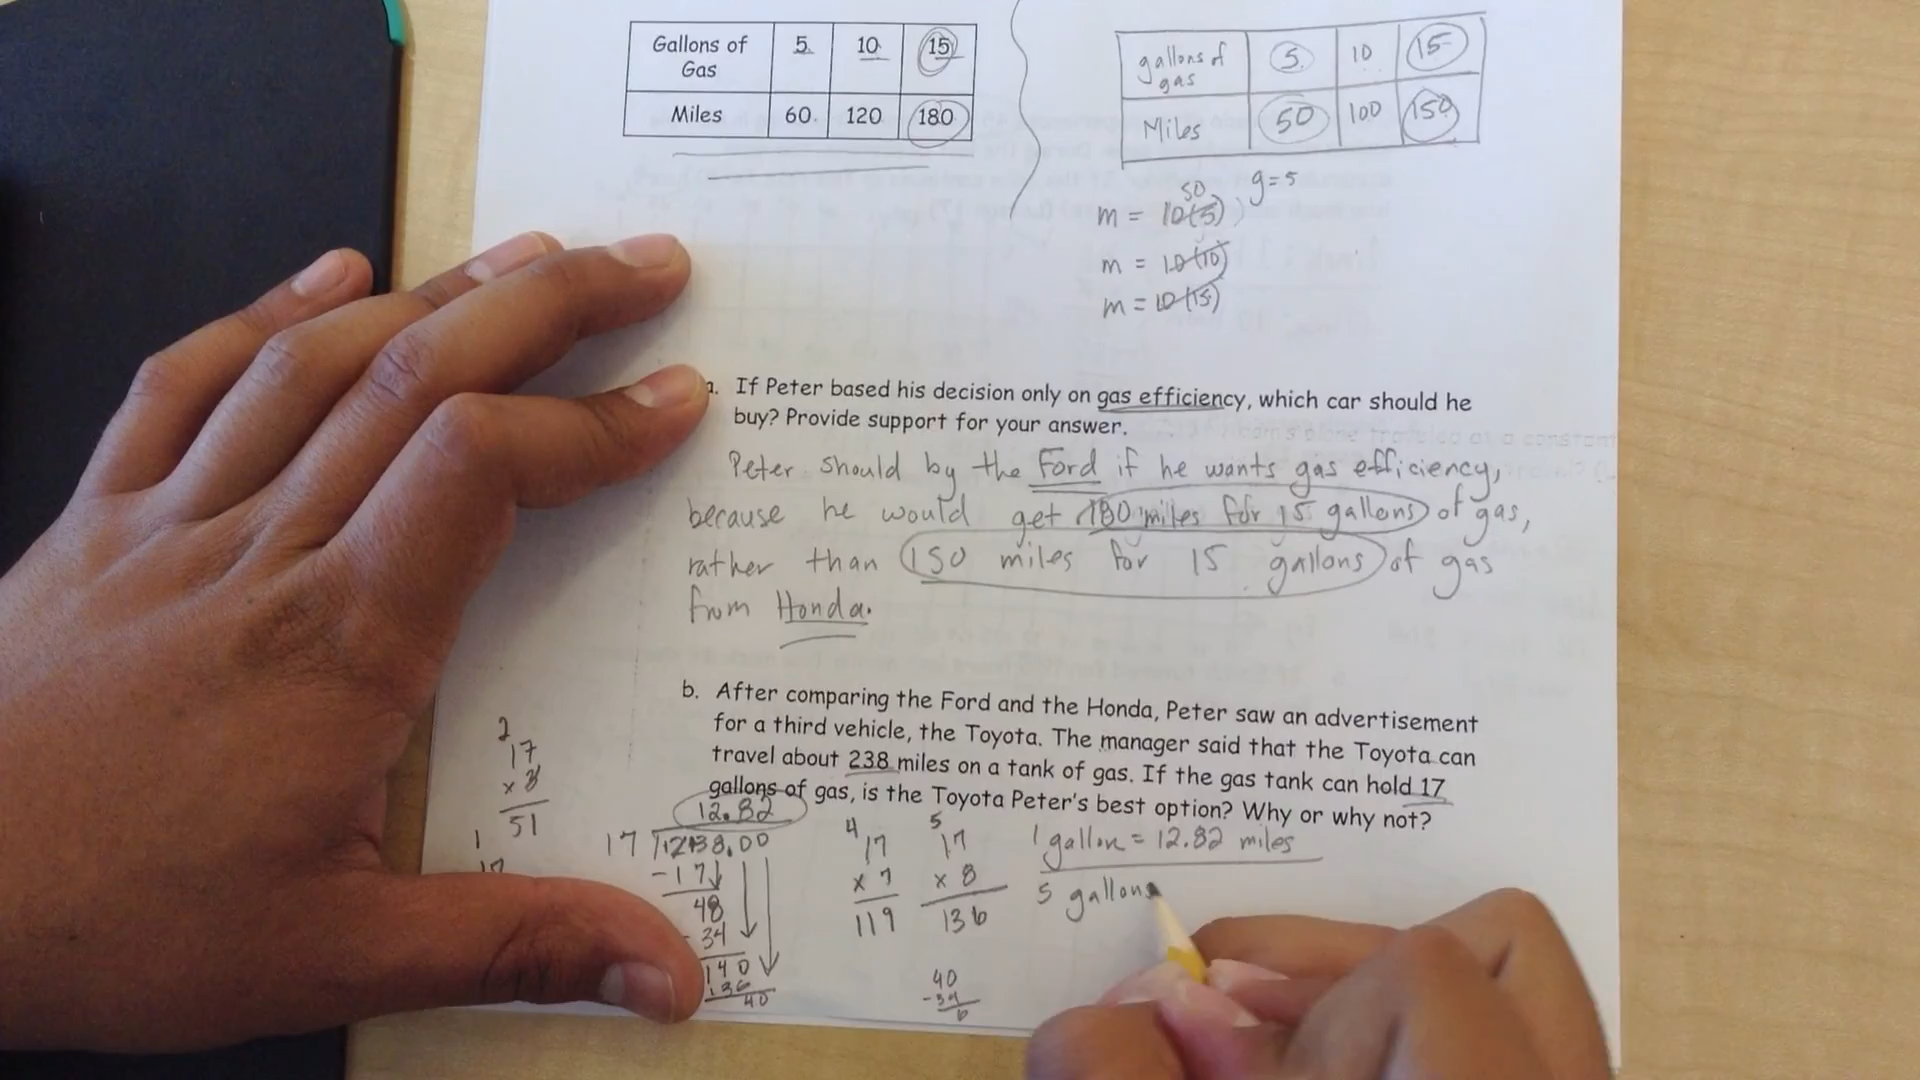 Gallons of Gas 5 10 15
Miles 60 120 180
gallons of gas 5 10 15
Miles 50 100 150
50 g=5
m = 10(5)
m = 10(10)
m = 10(15)
a. If Peter based his decision only on gas efficiency, which car should he
buy? Provide support for your answer.
Peter should by the Ford if he wants gas efficiency,
because he would get 180 miles for 15 gallons of gas,
rather than 150 miles for 15 gallons of gas
from Honda.
b. After comparing the Ford and the Honda, Peter saw an advertisement
for a third vehicle, the Toyota. The manager said that the Toyota can
travel about 238 miles on a tank of gas. If the gas tank can hold 17
gallons of gas, is the Toyota Peter's best option? Why or why not?
2
17
x 3
51
1
17
12.82
17 238.00
-17
48
- 34
140
136
40
4
17
x 7
119
5
17
x 8
136
40
-34
6
1 gallon = 12.82 miles
5 gallons